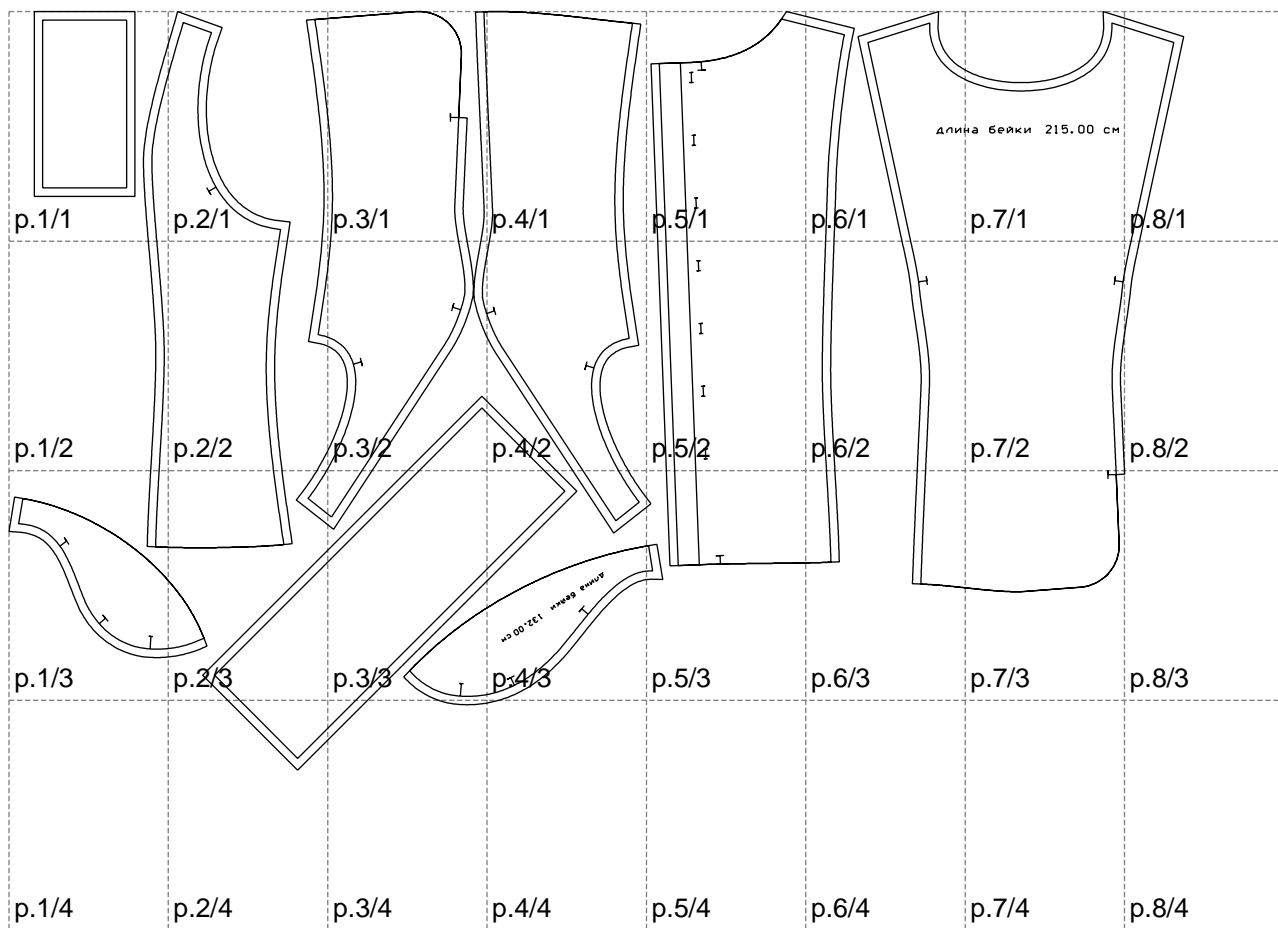 длина бейки 215.00 см
p.1/1 p.2/1 p.3/1 p.4/1 p.5/1 p.6/1 p.7/1 p.8/1
p.1/2 p.2/2 p.3/2 p.4/2 p.5/2 p.6/2 p.7/2 p.8/2
длина бейки 132.00 см
p.1/3 p.2/3 p.3/3 p.4/3 p.5/3 p.6/3 p.7/3 p.8/3
p.1/4 p.2/4 p.3/4 p.4/4 p.5/4 p.6/4 p.7/4 p.8/4